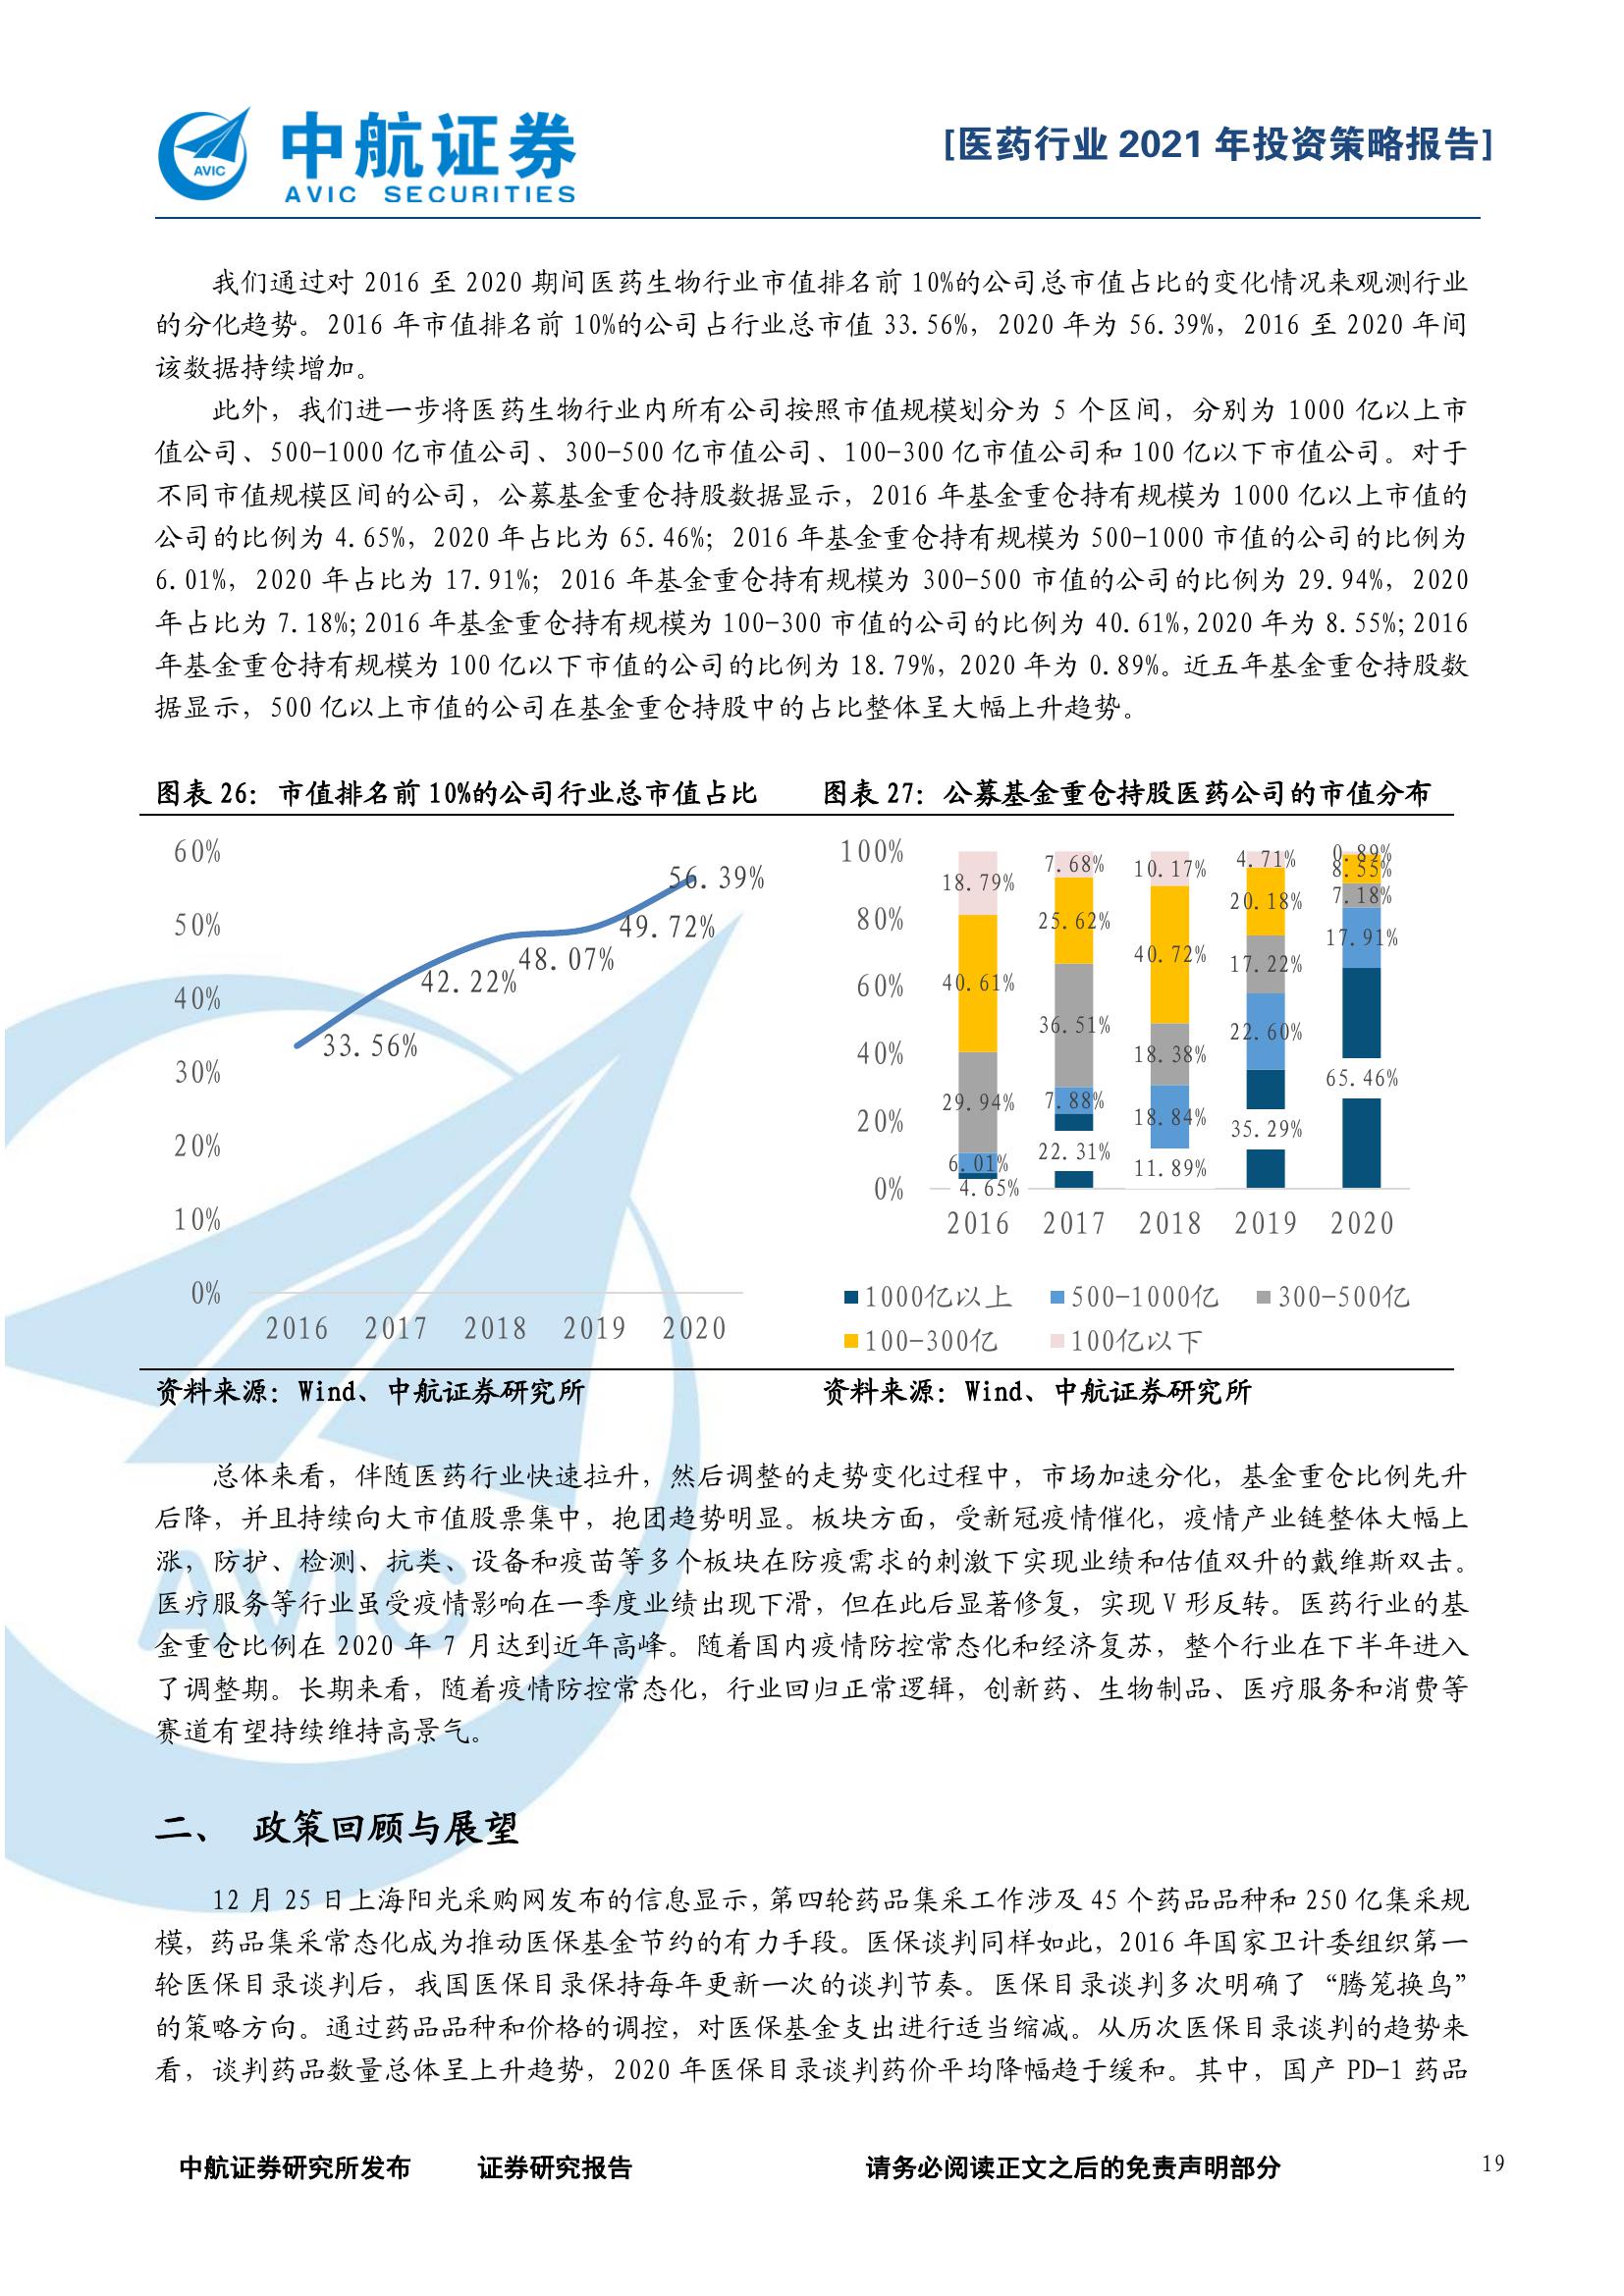 中航证券
AVIC SECURITIES
AVIC
[医药行业 2021 年投资策略报告]
我们通过对 2016 至 2020 期间医药生物行业市值排名前 10%的公司总市值占比的变化情况来观测行业
的分化趋势。2016 年市值排名前 10%的公司占行业总市值 33.56%，2020 年为 56.39%，2016 至 2020 年间
该数据持续增加。
此外，我们进一步将医药生物行业内所有公司按照市值规模划分为 5 个区间，分别为 1000 亿以上市
值公司、500-1000 亿市值公司、300-500 亿市值公司、100-300 亿市值公司和 100 亿以下市值公司。对于
不同市值规模区间的公司，公募基金重仓持股数据显示，2016 年基金重仓持有规模为 1000 亿以上市值的
公司的比例为 4.65%，2020 年占比为 65.46%；2016 年基金重仓持有规模为 500-1000 市值的公司的比例为
6.01%，2020 年占比为 17.91%；2016 年基金重仓持有规模为 300-500 市值的公司的比例为 29.94%，2020
年占比为 7.18%；2016 年基金重仓持有规模为 100-300 市值的公司的比例为 40.61%，2020 年为 8.55%；2016
年基金重仓持有规模为 100 亿以下市值的公司的比例为 18.79%，2020 年为 0.89%。近五年基金重仓持股数
据显示，500 亿以上市值的公司在基金重仓持股中的占比整体呈大幅上升趋势。
图表 26：市值排名前 10%的公司行业总市值占比
60%
50%
40%
30%
20%
10%
0%
33.56%
42.22%
48.07%
49.72%
56.39%
2016 2017 2018 2019 2020
资料来源：Wind、中航证券研究所
图表 27：公募基金重仓持股医药公司的市值分布
100%
80%
60%
40%
20%
0%
18.79%
40.61%
29.94%
6.01%
4.65%
7.68%
25.62%
36.51%
7.88%
22.31%
10.17%
40.72%
18.38%
18.84%
11.89%
4.71%
20.18%
17.22%
22.60%
35.29%
0.89%
8.55%
7.18%
17.91%
65.46%
2016 2017 2018 2019 2020
1000亿以上 500-1000亿 300-500亿
100-300亿 100亿以下
资料来源：Wind、中航证券研究所
总体来看，伴随医药行业快速拉升，然后调整的走势变化过程中，市场加速分化，基金重仓比例先升
后降，并且持续向大市值股票集中，抱团趋势明显。板块方面，受新冠疫情催化，疫情产业链整体大幅上
涨，防护、检测、抗类、设备和疫苗等多个板块在防疫需求的刺激下实现业绩和估值双升的戴维斯双击。
医疗服务等行业虽受疫情影响在一季度业绩出现下滑，但在此后显著修复，实现 V 形反转。医药行业的基
金重仓比例在 2020 年 7 月达到近年高峰。随着国内疫情防控常态化和经济复苏，整个行业在下半年进入
了调整期。长期来看，随着疫情防控常态化，行业回归正常逻辑，创新药、生物制品、医疗服务和消费等
赛道有望持续维持高景气。
AVIC
二、 政策回顾与展望
12 月 25 日上海阳光采购网发布的信息显示，第四轮药品集采工作涉及 45 个药品品种和 250 亿集采规
模，药品集采常态化成为推动医保基金节约的有力手段。医保谈判同样如此，2016 年国家卫计委组织第一
轮医保目录谈判后，我国医保目录保持每年更新一次的谈判节奏。医保目录谈判多次明确了“腾笼换鸟”
的策略方向。通过药品品种和价格的调控，对医保基金支出进行适当缩减。从历次医保目录谈判的趋势来
看，谈判药品数量总体呈上升趋势，2020 年医保目录谈判药价平均降幅趋于缓和。其中，国产 PD-1 药品
中航证券研究所发布 证券研究报告 请务必阅读正文之后的免责声明部分 19